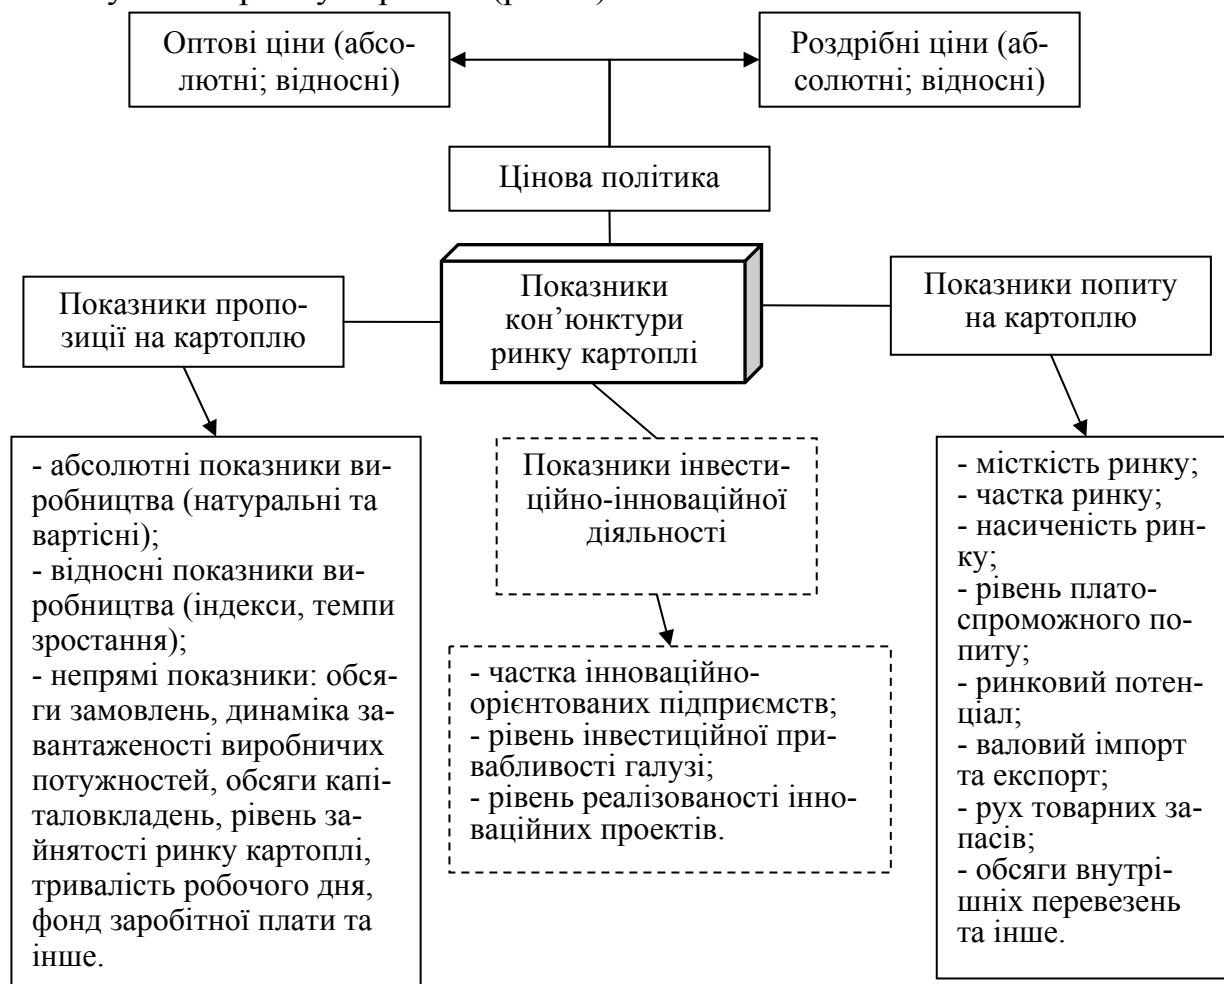 Оптові ціни (абсо-
лютні; відносні)
Роздрібні ціни (аб-
солютні; відносні)
Цінова політика
Показники пропо-
зиції на картоплю
Показники
кон’юнктури
ринку картоплі
Показники попиту
на картоплю
- абсолютні показники ви-
робництва (натуральні та
вартісні);
- відносні показники ви-
робництва (індекси, темпи
зростання);
- непрямі показники: обся-
ги замовлень, динаміка за-
вантаженості виробничих
потужностей, обсяги капі-
таловкладень, рівень за-
йнятості ринку картоплі,
тривалість робочого дня,
фонд заробітної плати та
інше.
Показники інвести-
ційно-інноваційної
діяльності
- частка інноваційно-
орієнтованих підприємств;
- рівень інвестиційної при-
вабливості галузі;
- рівень реалізованості інно-
ваційних проектів.
- місткість ринку;
- частка ринку;
- насиченість рин-
ку;
- рівень плато-
спроможного по-
питу;
- ринковий потен-
ціал;
- валовий імпорт
та експорт;
- рух товарних за-
пасів;
- обсяги внутрі-
шніх перевезень
та інше.